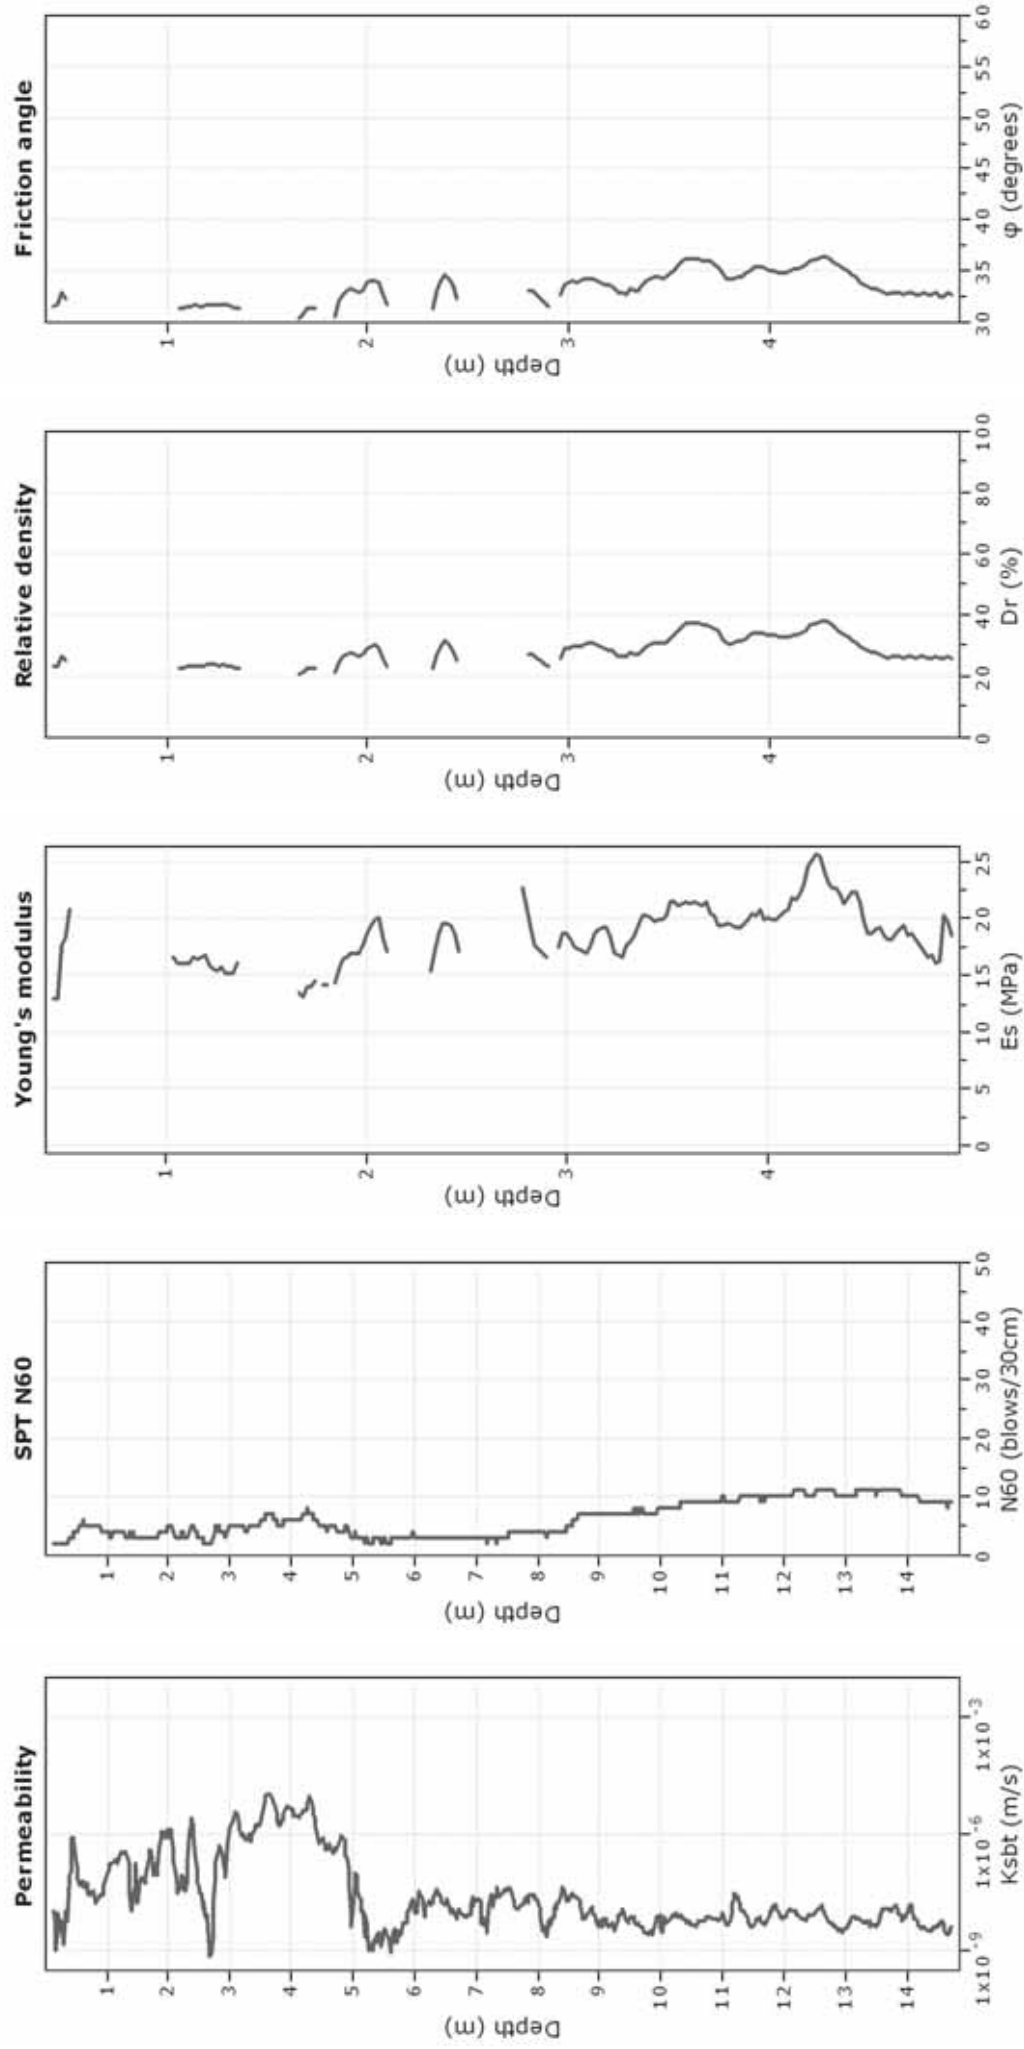 Permeability
Depth (m)
1
2
3
4
5
6
7
8
9
10
11
12
13
14
1x10⁻⁹ 1x10⁻⁶ 1x10⁻³
Ksbt (m/s)
SPT N60
Depth (m)
1
2
3
4
5
6
7
8
9
10
11
12
13
14
0 10 20 30 40 50
N60 (blows/30cm)
Young's modulus
Depth (m)
1
2
3
4
0 5 10 15 20 25
Es (MPa)
Relative density
Depth (m)
1
2
3
4
0 20 40 60 80 100
Dr (%)
Friction angle
Depth (m)
1
2
3
4
30 35 40 45 50 55 60
φ (degrees)